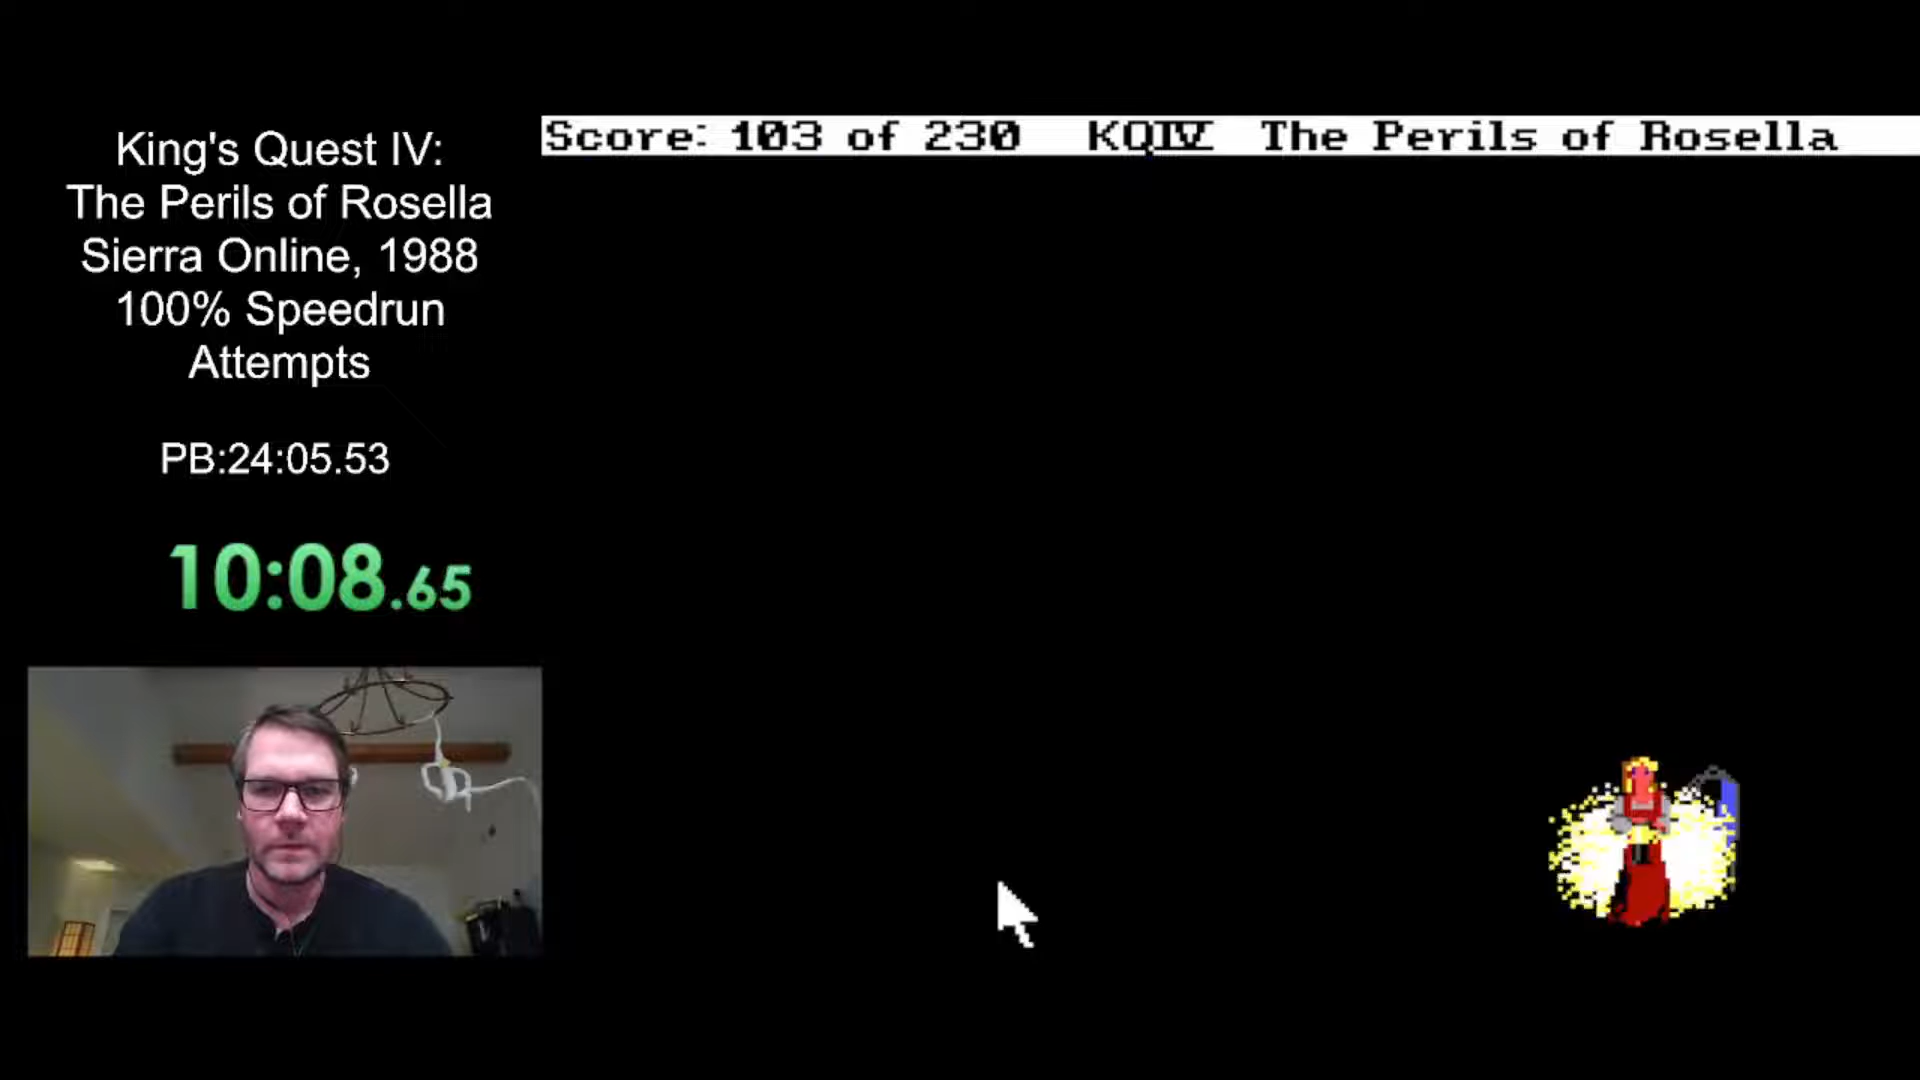 Score: 103 of 230 KQIV The Perils of Rosella
King's Quest IV:
The Perils of Rosella
Sierra Online, 1988
100% Speedrun
Attempts
PB:24:05.53
10:08.65